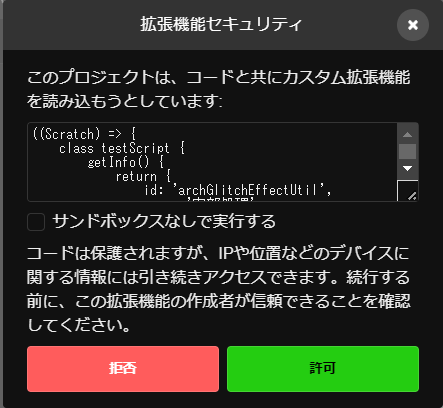 拡張機能セキュリティ
このプロジェクトは、コードと共にカスタム拡張機能
を読み込もうとしています:
((Scratch) => {
class testScript {
getInfo() {
return {
id: 'archGlitchEffectUtil',
サンドボックスなしで実行する
コードは保護されますが、IPや位置などのデバイスに
関する情報には引き続きアクセスできます。続行する
前に、この拡張機能の作成者が信頼できることを確認
してください。
拒否
許可